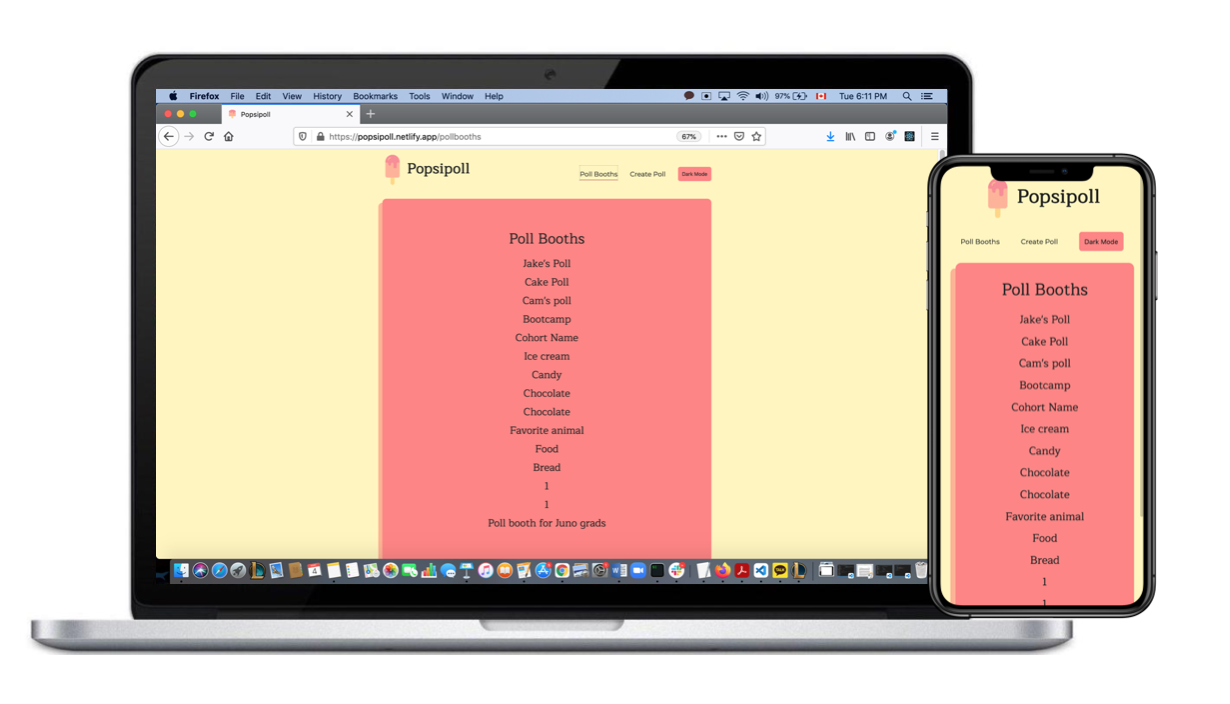 Firefox File Edit View History Bookmarks Tools Window Help 97% Tue 6:11 PM
Popsipoll
https://popsipoll.netlify.app/pollbooths 67%
Popsipoll
Poll Booths Create Poll Dark Mode
Poll Booths
Jake's Poll
Cake Poll
Cam's poll
Bootcamp
Cohort Name
Ice cream
Candy
Chocolate
Chocolate
Favorite animal
Food
Bread
1
1
Poll booth for Juno grads
Popsipoll
Poll Booths Create Poll Dark Mode
Poll Booths
Jake's Poll
Cake Poll
Cam's poll
Bootcamp
Cohort Name
Ice cream
Candy
Chocolate
Chocolate
Favorite animal
Food
Bread
1
1